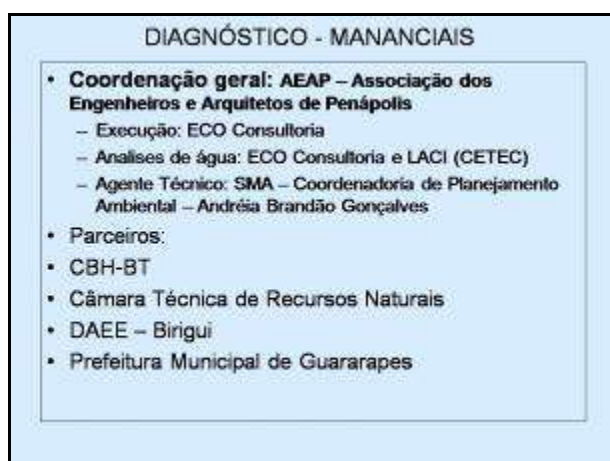 DIAGNÓSTICO - MANANCIAIS
• Coordenação geral: AEAP – Associação dos
Engenheiros e Arquitetos de Penápolis
– Execução: ECO Consultoria
– Analises de água: ECO Consultoria e LACI (CETEC)
– Agente Técnico: SMA – Coordenadoria de Planejamento
Ambiental – Andréia Brandão Gonçalves
• Parceiros:
• CBH-BT
• Câmara Técnica de Recursos Naturais
• DAEE – Birigui
• Prefeitura Municipal de Guararapes